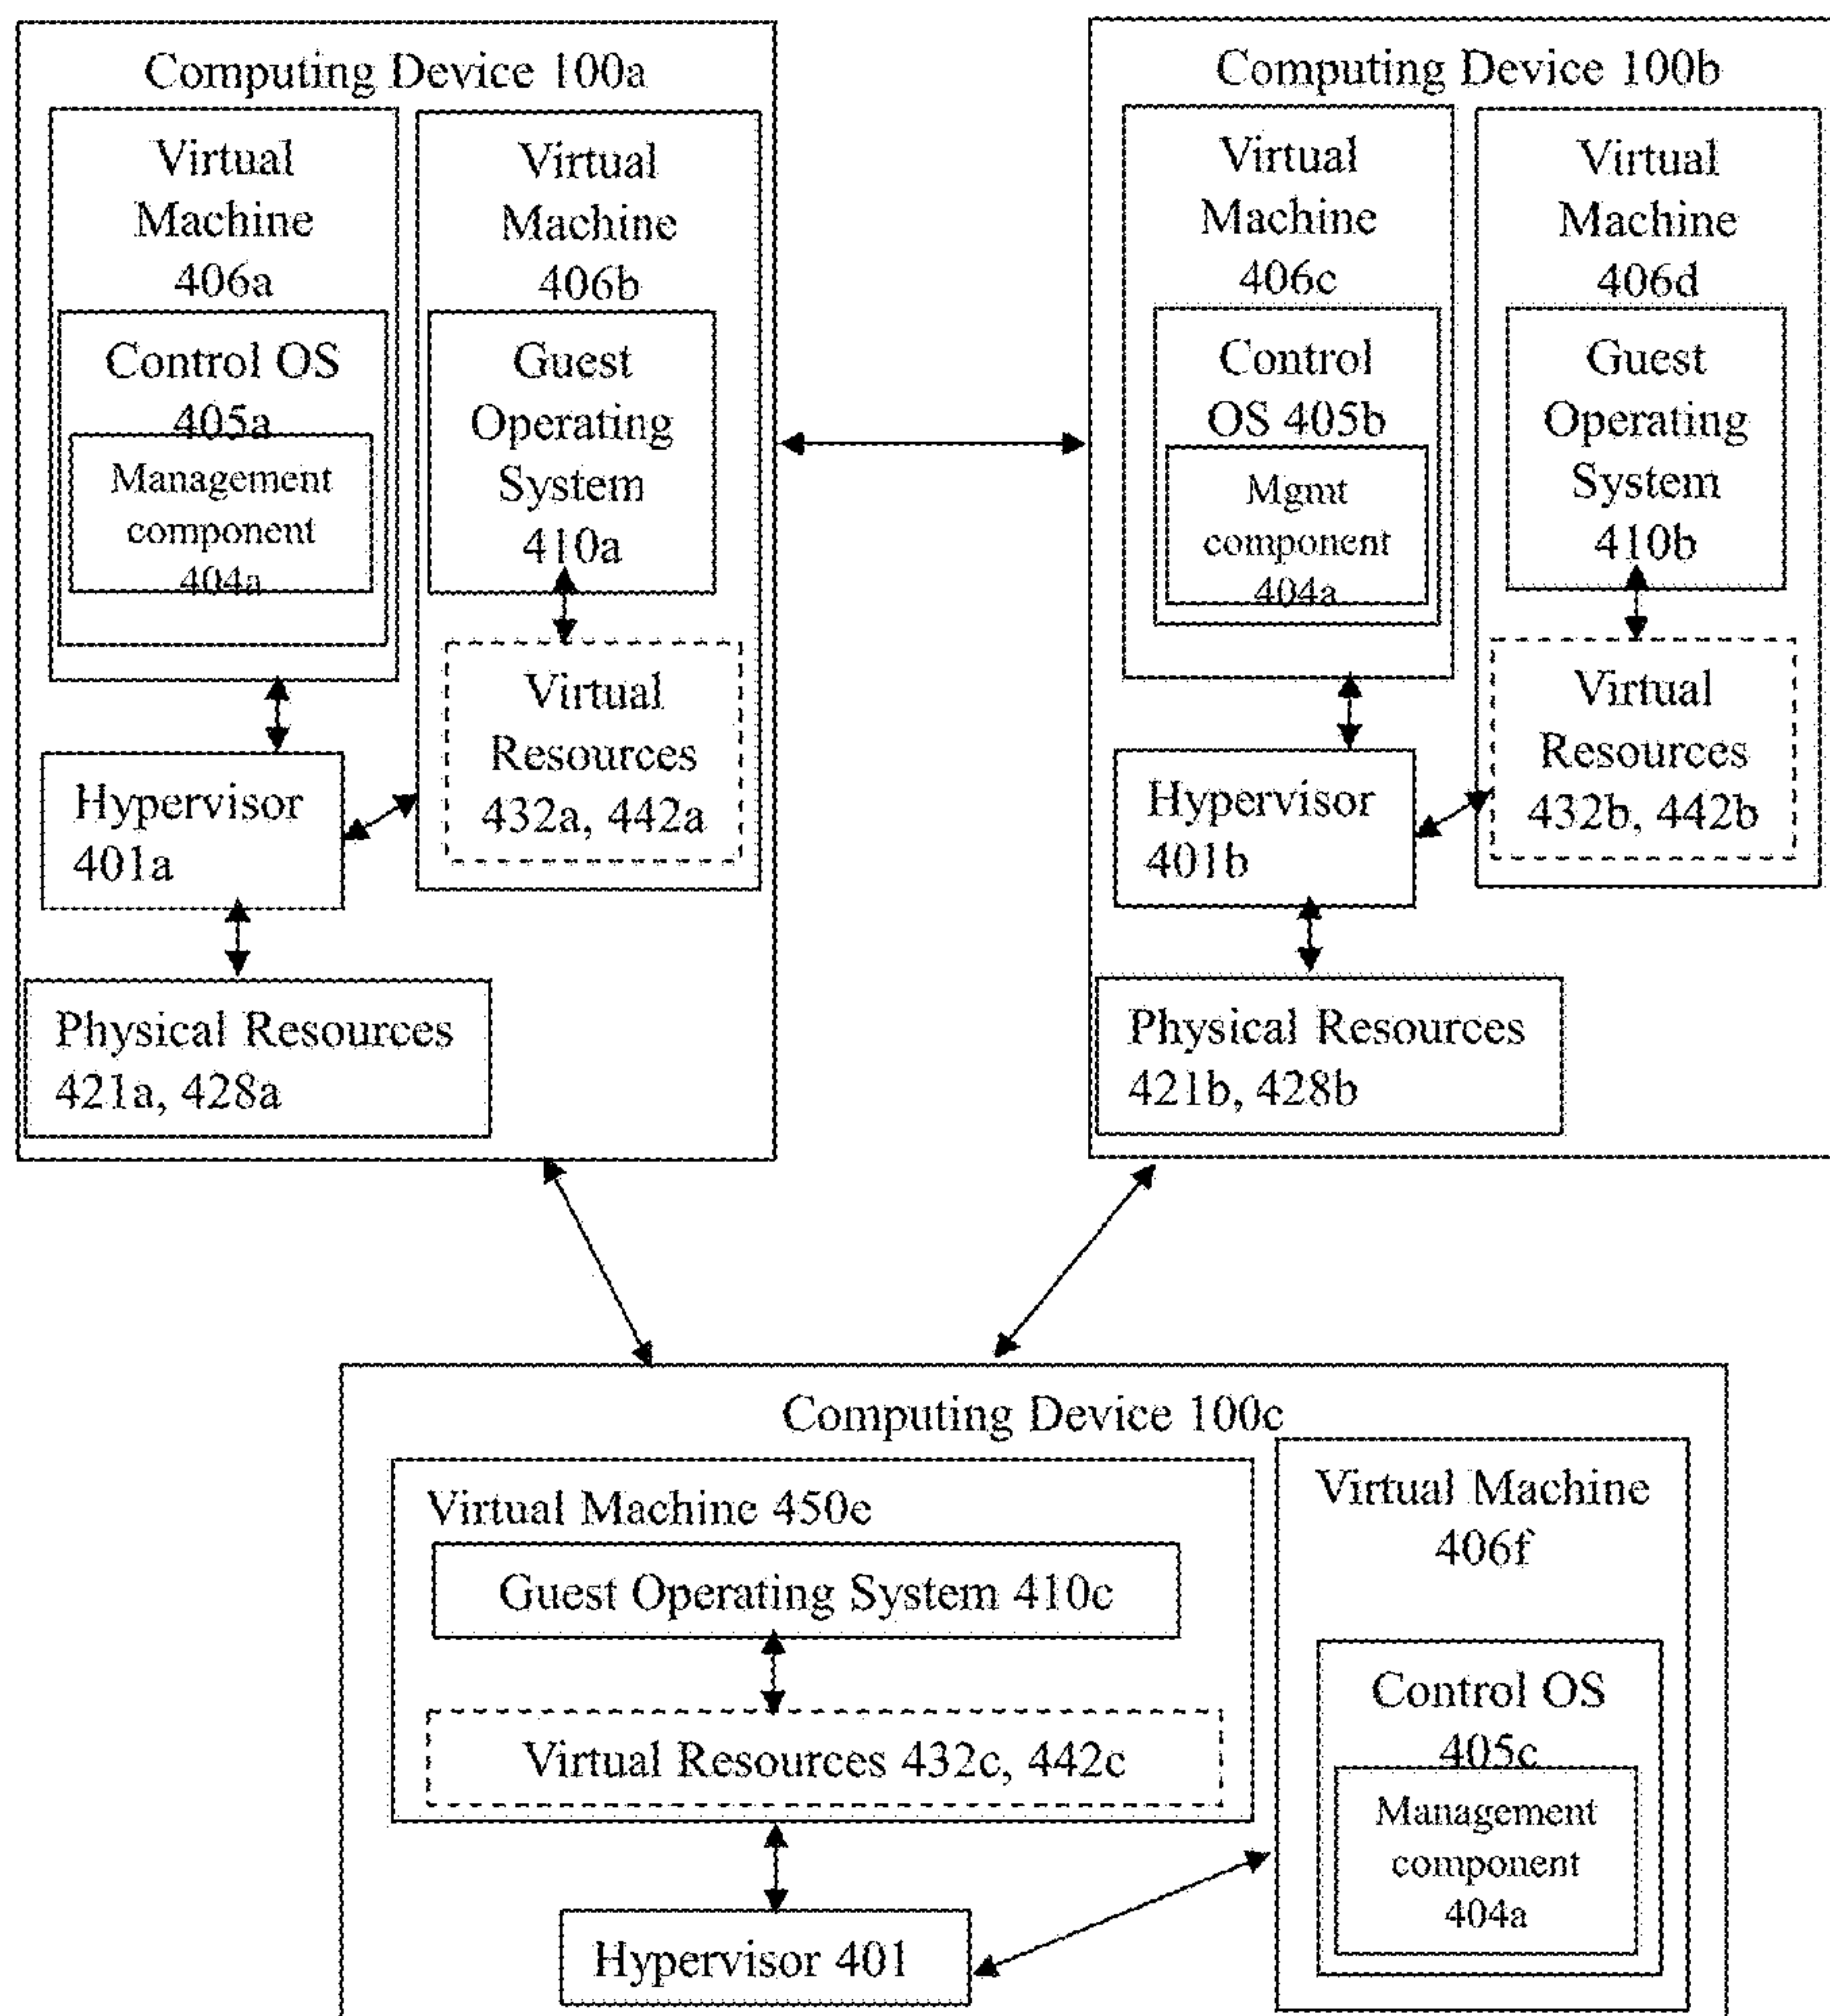 Computing Device 100a
Virtual
Machine
406a
Control OS
405a
Management
component
404a
Virtual
Machine
406b
Guest
Operating
System
410a
Virtual
Resources
432a, 442a
Hypervisor
401a
Physical Resources
421a, 428a
Computing Device 100b
Virtual
Machine
406c
Control
OS 405b
Mgmt
component
404a
Virtual
Machine
406d
Guest
Operating
System
410b
Virtual
Resources
432b, 442b
Hypervisor
401b
Physical Resources
421b, 428b
Computing Device 100c
Virtual Machine 450e
Guest Operating System 410c
Virtual Resources 432c, 442c
Hypervisor 401
Virtual Machine
406f
Control OS
405c
Management
component
404a